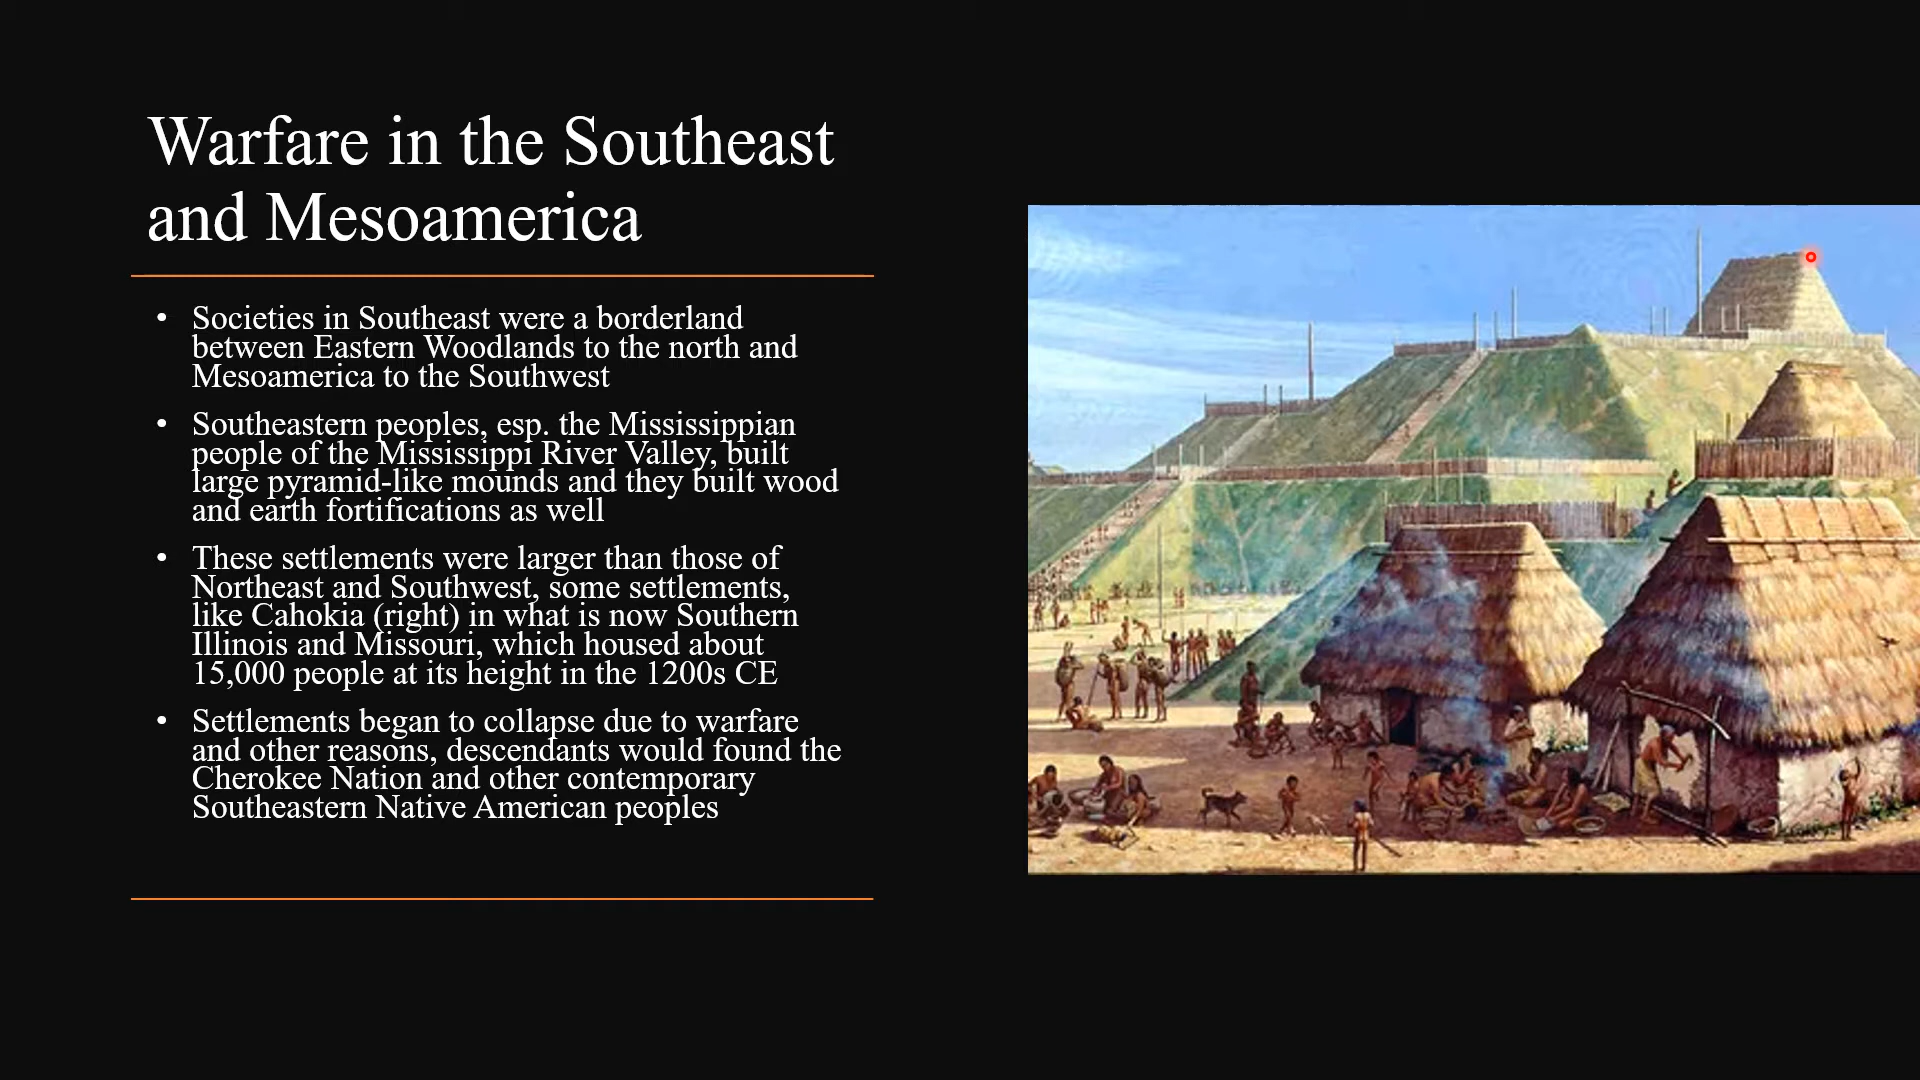 Warfare in the Southeast
and Mesoamerica
• Societies in Southeast were a borderland
between Eastern Woodlands to the north and
Mesoamerica to the Southwest
• Southeastern peoples, esp. the Mississippian
people of the Mississippi River Valley, built
large pyramid-like mounds and they built wood
and earth fortifications as well
• These settlements were larger than those of
Northeast and Southwest, some settlements,
like Cahokia (right) in what is now Southern
Illinois and Missouri, which housed about
15,000 people at its height in the 1200s CE
• Settlements began to collapse due to warfare
and other reasons, descendants would found the
Cherokee Nation and other contemporary
Southeastern Native American peoples